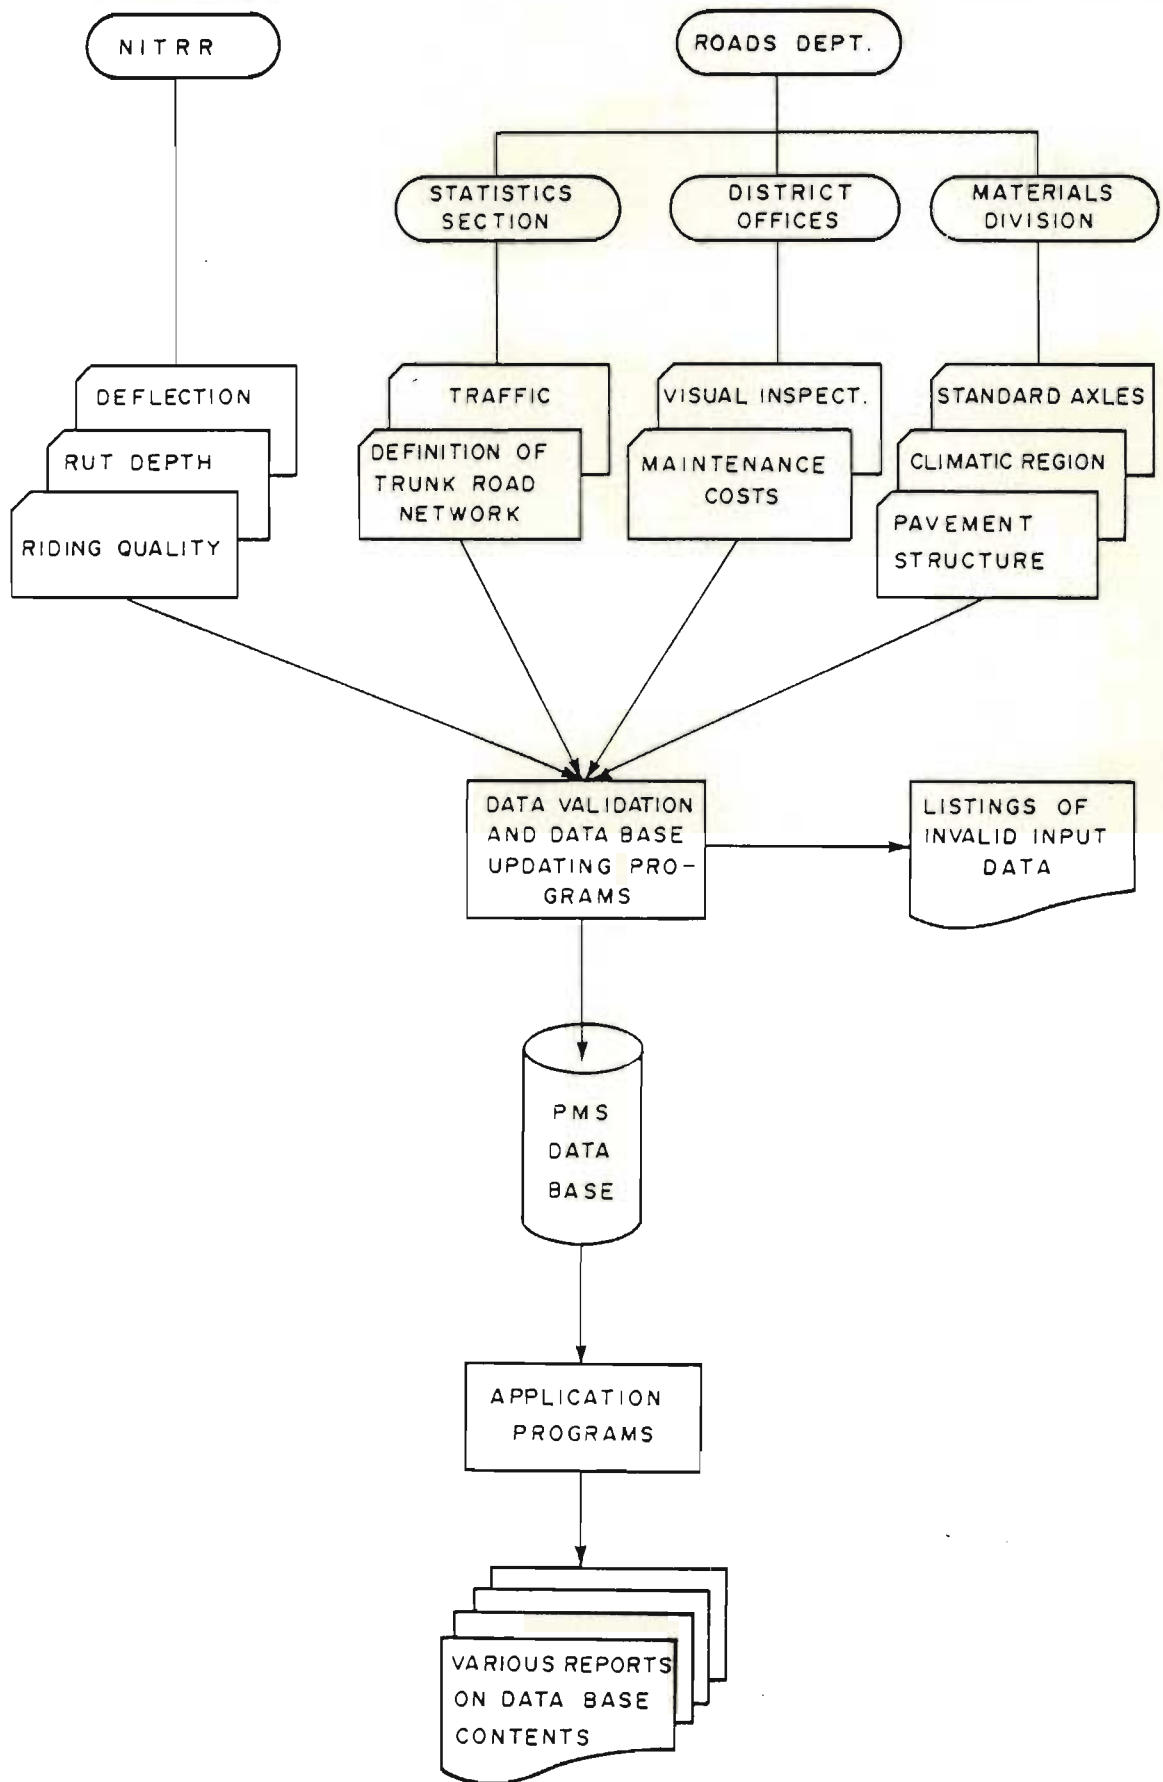 NITRR
ROADS DEPT.
STATISTICS
SECTION
DISTRICT
OFFICES
MATERIALS
DIVISION
DEFLECTION
RUT DEPTH
RIDING QUALITY
TRAFFIC
DEFINITION OF
TRUNK ROAD
NETWORK
VISUAL INSPECT.
MAINTENANCE
COSTS
STANDARD AXLES
CLIMATIC REGION
PAVEMENT
STRUCTURE
DATA VALIDATION
AND DATA BASE
UPDATING PRO-
GRAMS
LISTINGS OF
INVALID INPUT
DATA
PMS
DATA
BASE
APPLICATION
PROGRAMS
VARIOUS REPORTS
ON DATA BASE
CONTENTS